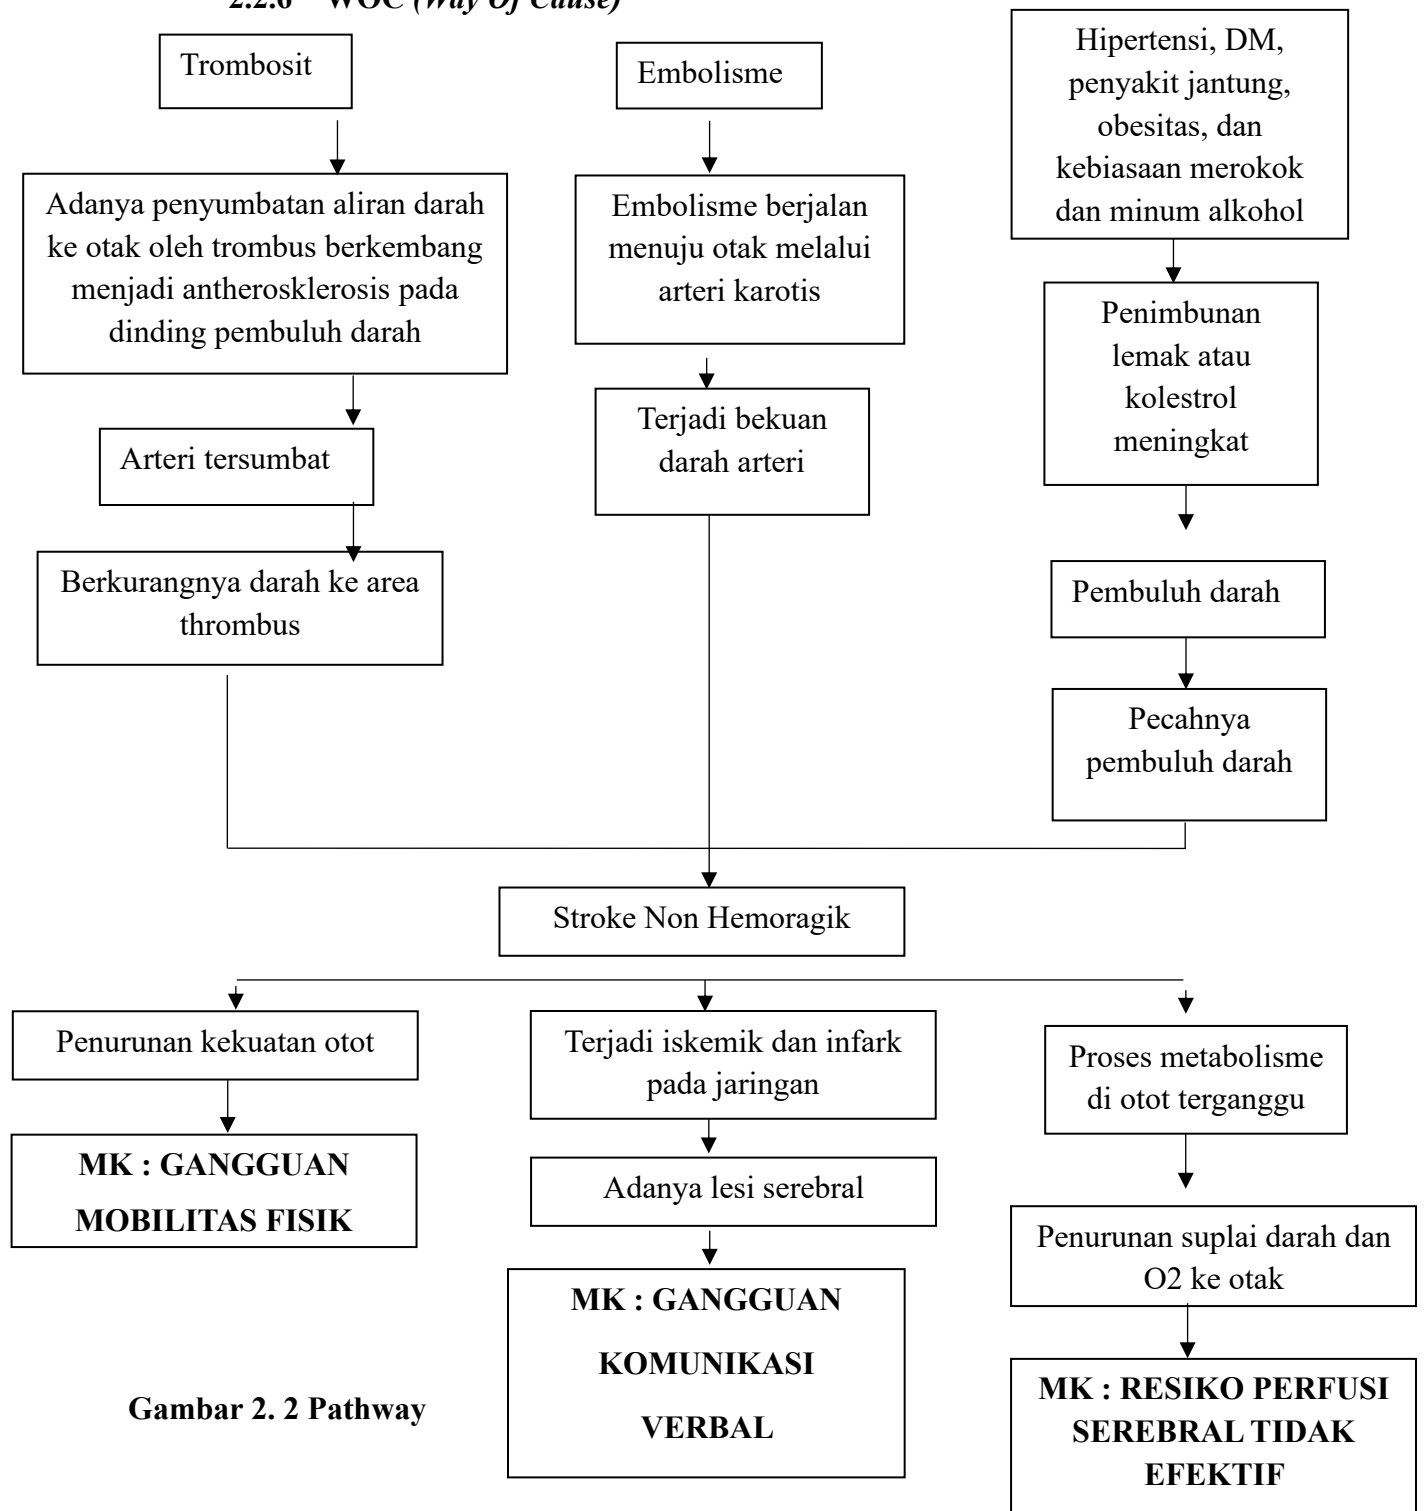 2.2.6 WOC (Way Of Cause)
Trombosit
Embolisme
Hipertensi, DM,
penyakit jantung,
obesitas, dan
kebiasaan merokok
dan minum alkohol
Adanya penyumbatan aliran darah
ke otak oleh trombus berkembang
menjadi antherosklerosis pada
dinding pembuluh darah
Embolisme berjalan
menuju otak melalui
arteri karotis
Penimbunan
lemak atau
kolestrol
meningkat
Arteri tersumbat
Terjadi bekuan
darah arteri
Berkurangnya darah ke area
thrombus
Pembuluh darah
Pecahnya
pembuluh darah
Stroke Non Hemoragik
Penurunan kekuatan otot
Terjadi iskemik dan infark
pada jaringan
Proses metabolisme
di otot terganggu
MK : GANGGUAN
MOBILITAS FISIK
Adanya lesi serebral
Penurunan suplai darah dan
O2 ke otak
MK : GANGGUAN
KOMUNIKASI
VERBAL
MK : RESIKO PERFUSI
SEREBRAL TIDAK
EFEKTIF
Gambar 2. 2 Pathway